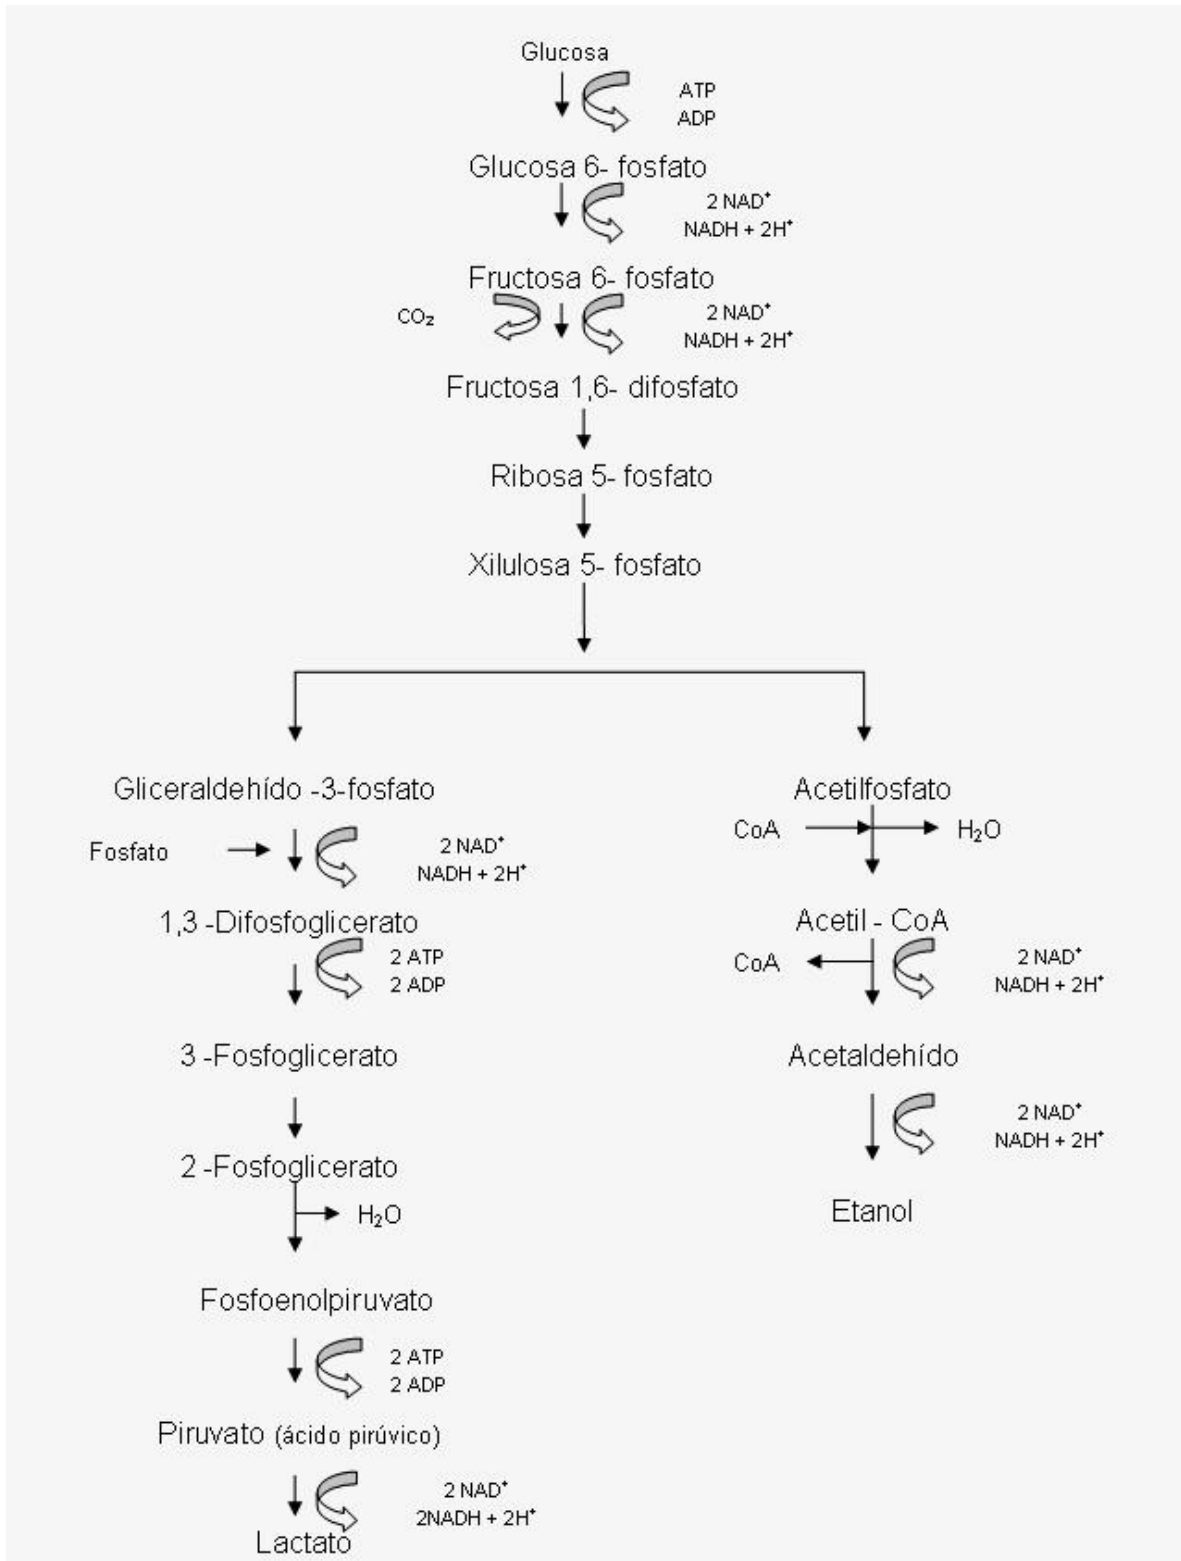 Glucosa
ATP
ADP
Glucosa 6- fosfato
2 NAD⁺
NADH + 2H⁺
Fructosa 6- fosfato
CO₂
2 NAD⁺
NADH + 2H⁺
Fructosa 1,6- difosfato
Ribosa 5- fosfato
Xilulosa 5- fosfato
Gliceraldehído -3-fosfato
Fosfato
2 NAD⁺
NADH + 2H⁺
1,3 -Difosfoglicerato
2 ATP
2 ADP
3 -Fosfoglicerato
2 -Fosfoglicerato
H₂O
Fosfoenolpiruvato
2 ATP
2 ADP
Piruvato (ácido pirúvico)
2 NAD⁺
2NADH + 2H⁺
Lactato
Acetilfosfato
CoA
H₂O
Acetil - CoA
CoA
2 NAD⁺
NADH + 2H⁺
Acetaldehído
2 NAD⁺
NADH + 2H⁺
Etanol